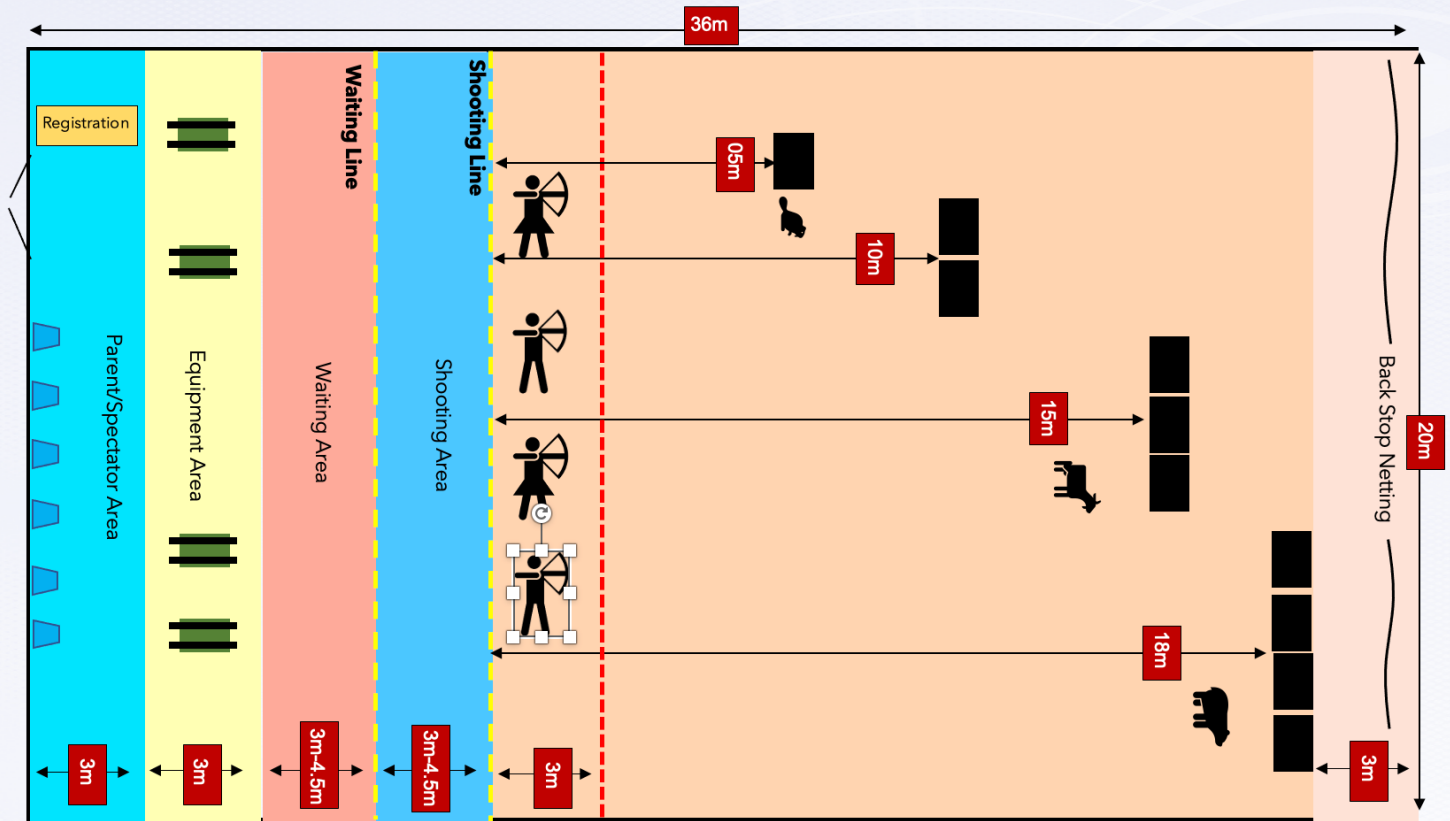 36m
Registration
Waiting Line
Shooting Line
05m
10m
15m
18m
20m
Parent/Spectator Area
Equipment Area
Waiting Area
Shooting Area
Back Stop Netting
3m
3m
3m-4.5m
3m-4.5m
3m
3m